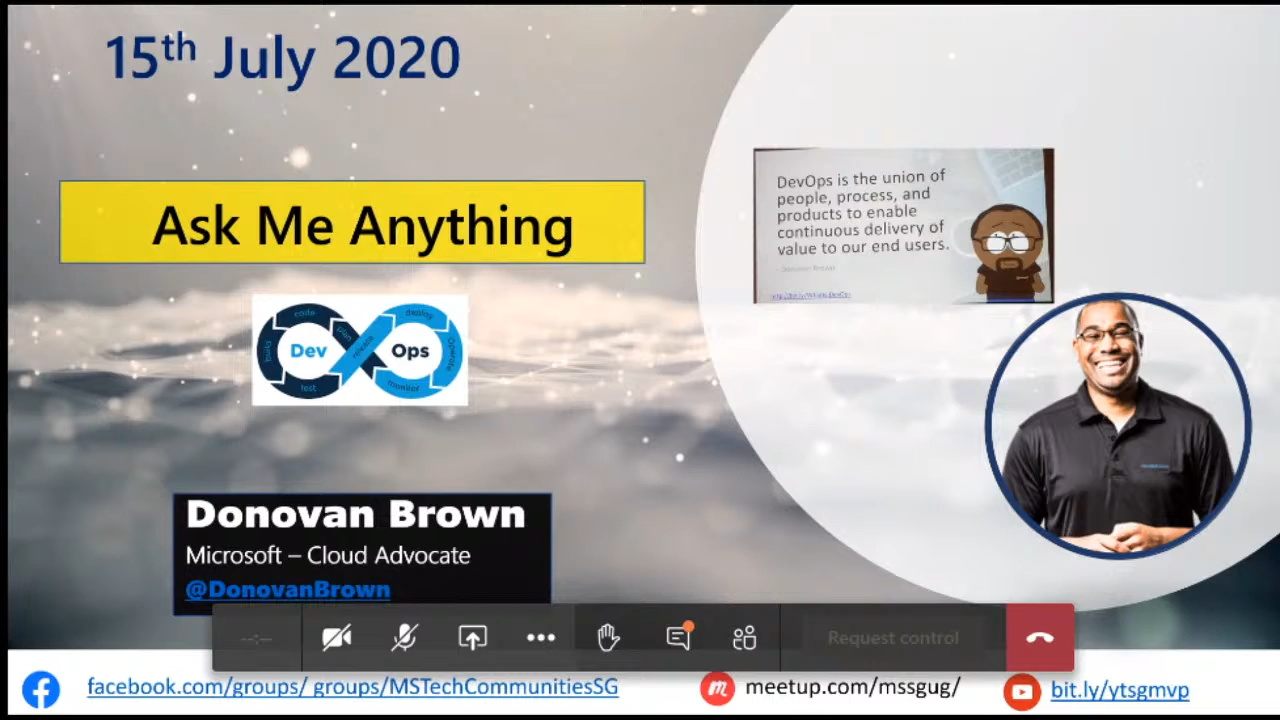 15th July 2020
Ask Me Anything
DevOps is the union of
people, process, and
products to enable
continuous delivery of
value to our end users.
- Donovan Brown
code
plan
build
test
Dev
release
deploy
Operate
monitor
Ops
Donovan Brown
Microsoft – Cloud Advocate
@DonovanBrown
Request control
facebook.com/groups/ groups/MSTechCommunitiesSG
meetup.com/mssgug/
bit.ly/ytsgmvp